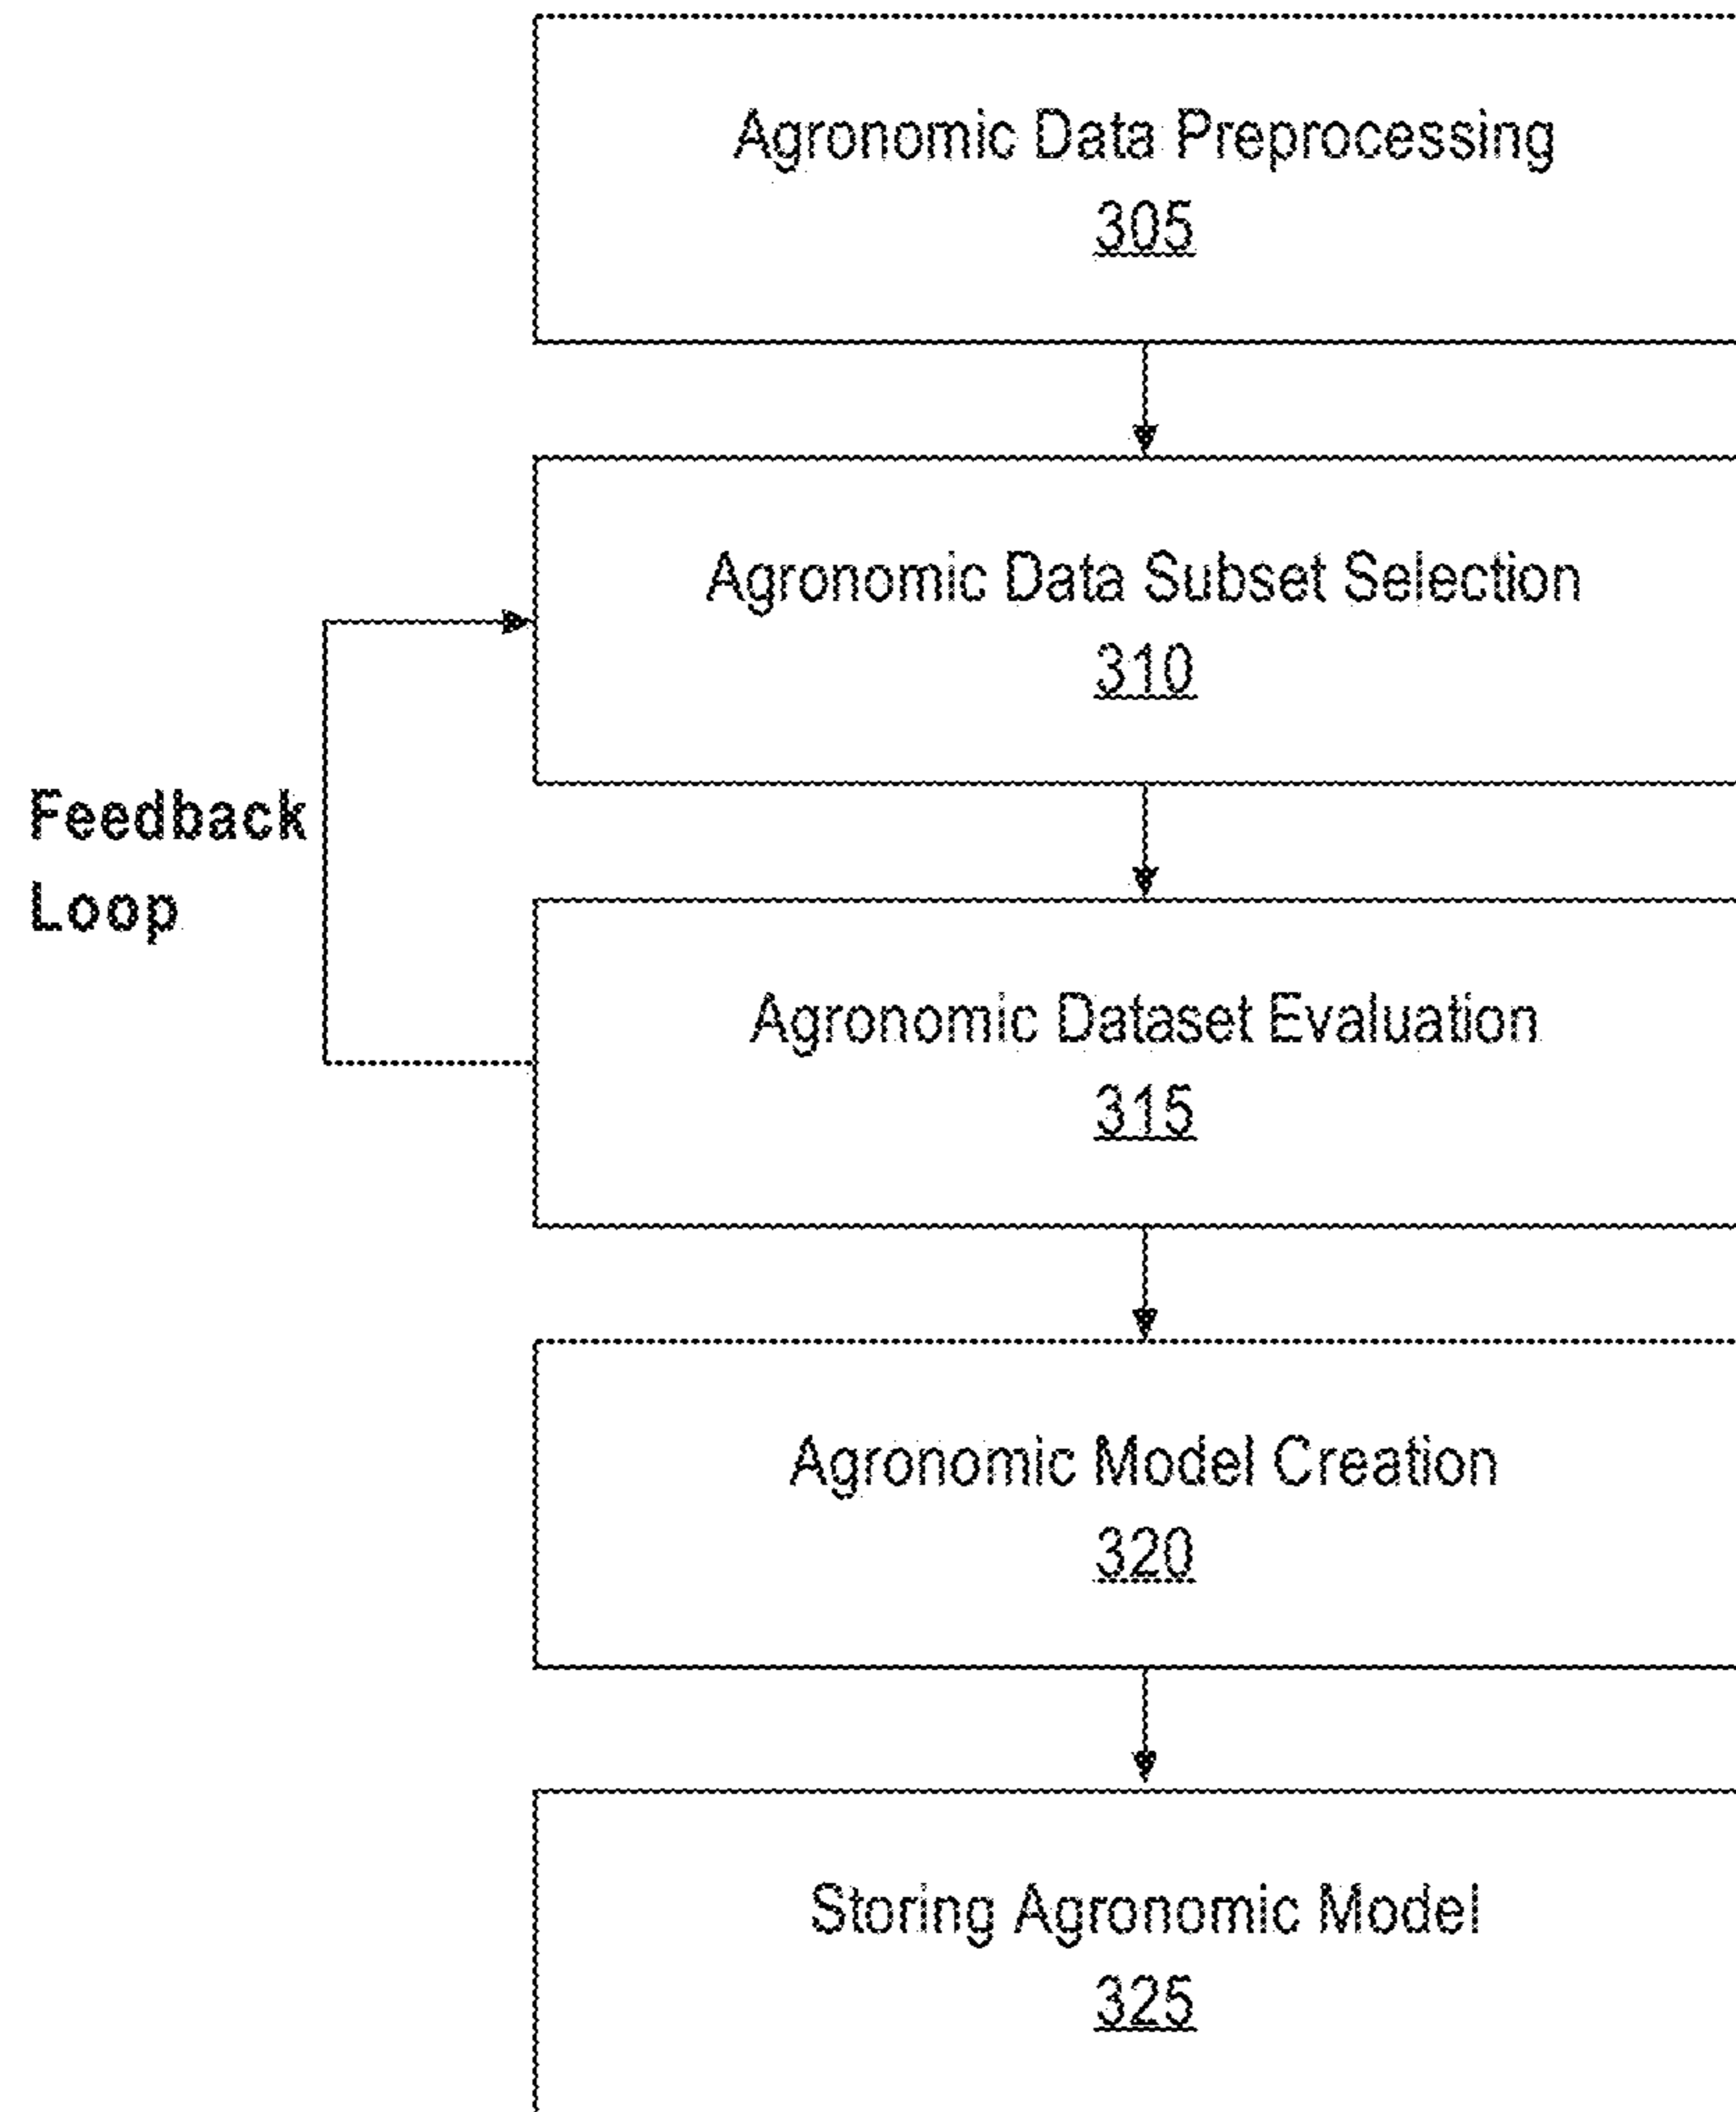 Agronomic Data Preprocessing
305
Agronomic Data Subset Selection
310
Feedback
Loop
Agronomic Dataset Evaluation
315
Agronomic Model Creation
320
Storing Agronomic Model
325